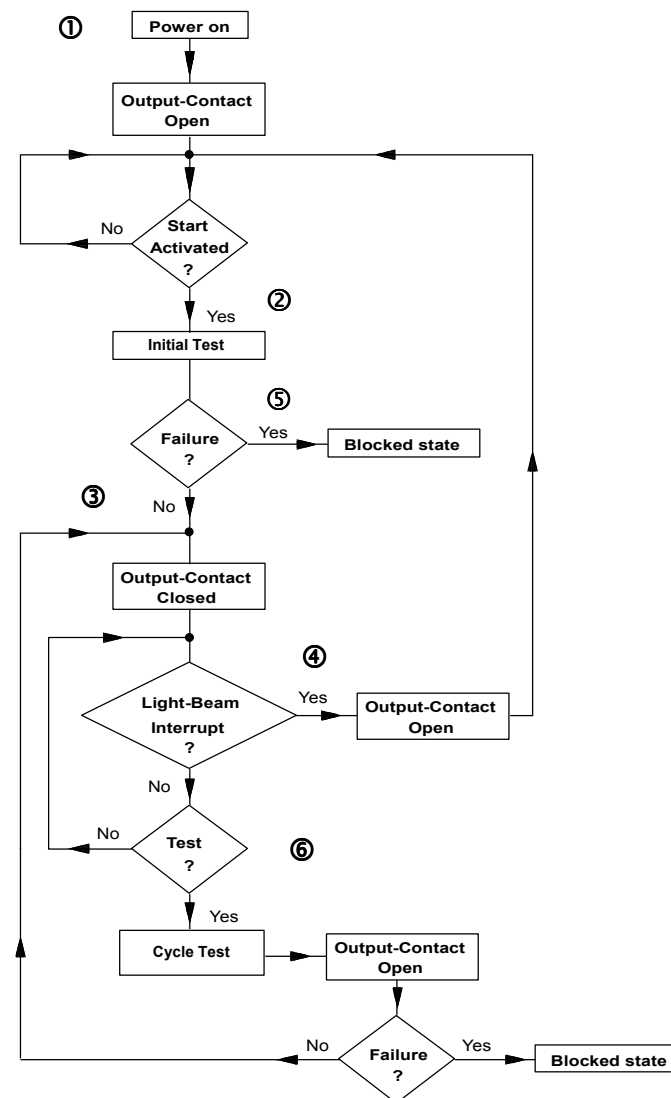 ①
Power on
Output-Contact
Open
No
Start
Activated
?
②
Yes
Initial Test
⑤
Failure
?
Yes
Blocked state
③
No
Output-Contact
Closed
④
Light-Beam
Interrupt
?
Yes
Output-Contact
Open
No
No
Test
?
⑥
Yes
Cycle Test
Output-Contact
Open
No
Failure
?
Yes
Blocked state